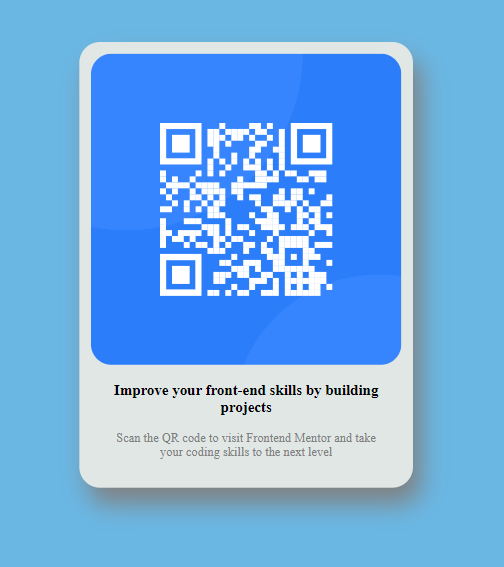 Improve your front-end skills by building
projects
Scan the QR code to visit Frontend Mentor and take
your coding skills to the next level